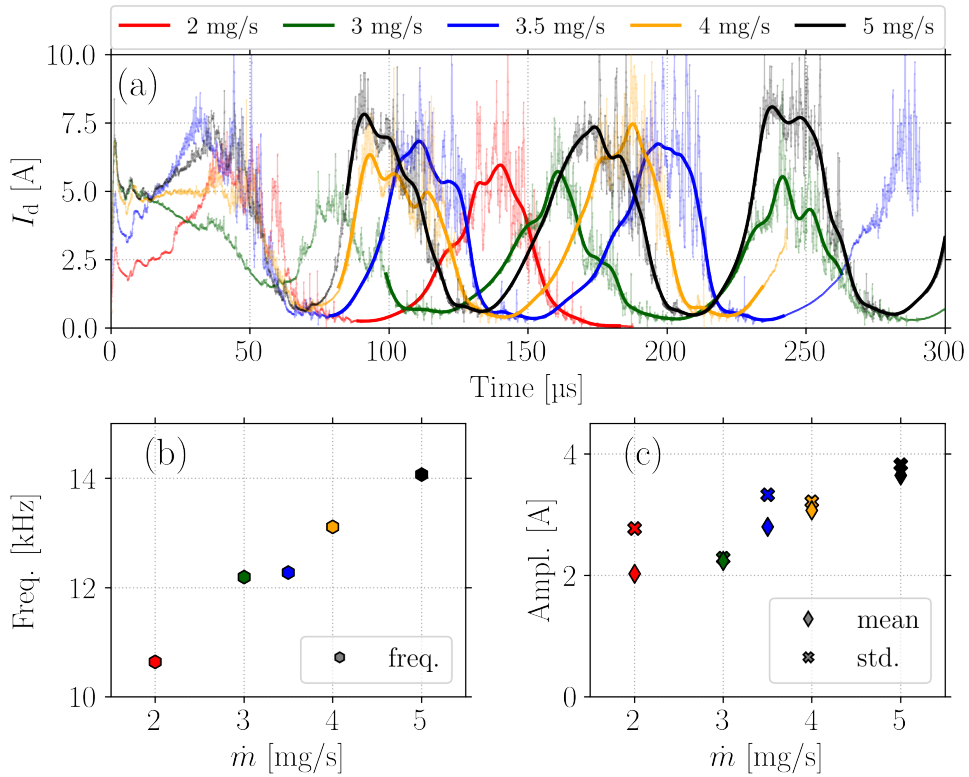 2 mg/s 3 mg/s 3.5 mg/s 4 mg/s 5 mg/s
10.0
(a)
7.5
I_d [A]
5.0
2.5
0.0
0 50 100 150 200 250 300
Time [µs]
(b)
14
Freq. [kHz]
12
freq.
10
2 3 4 5
ṁ [mg/s]
(c)
4
Ampl. [A]
2
mean
std.
0
2 3 4 5
ṁ [mg/s]